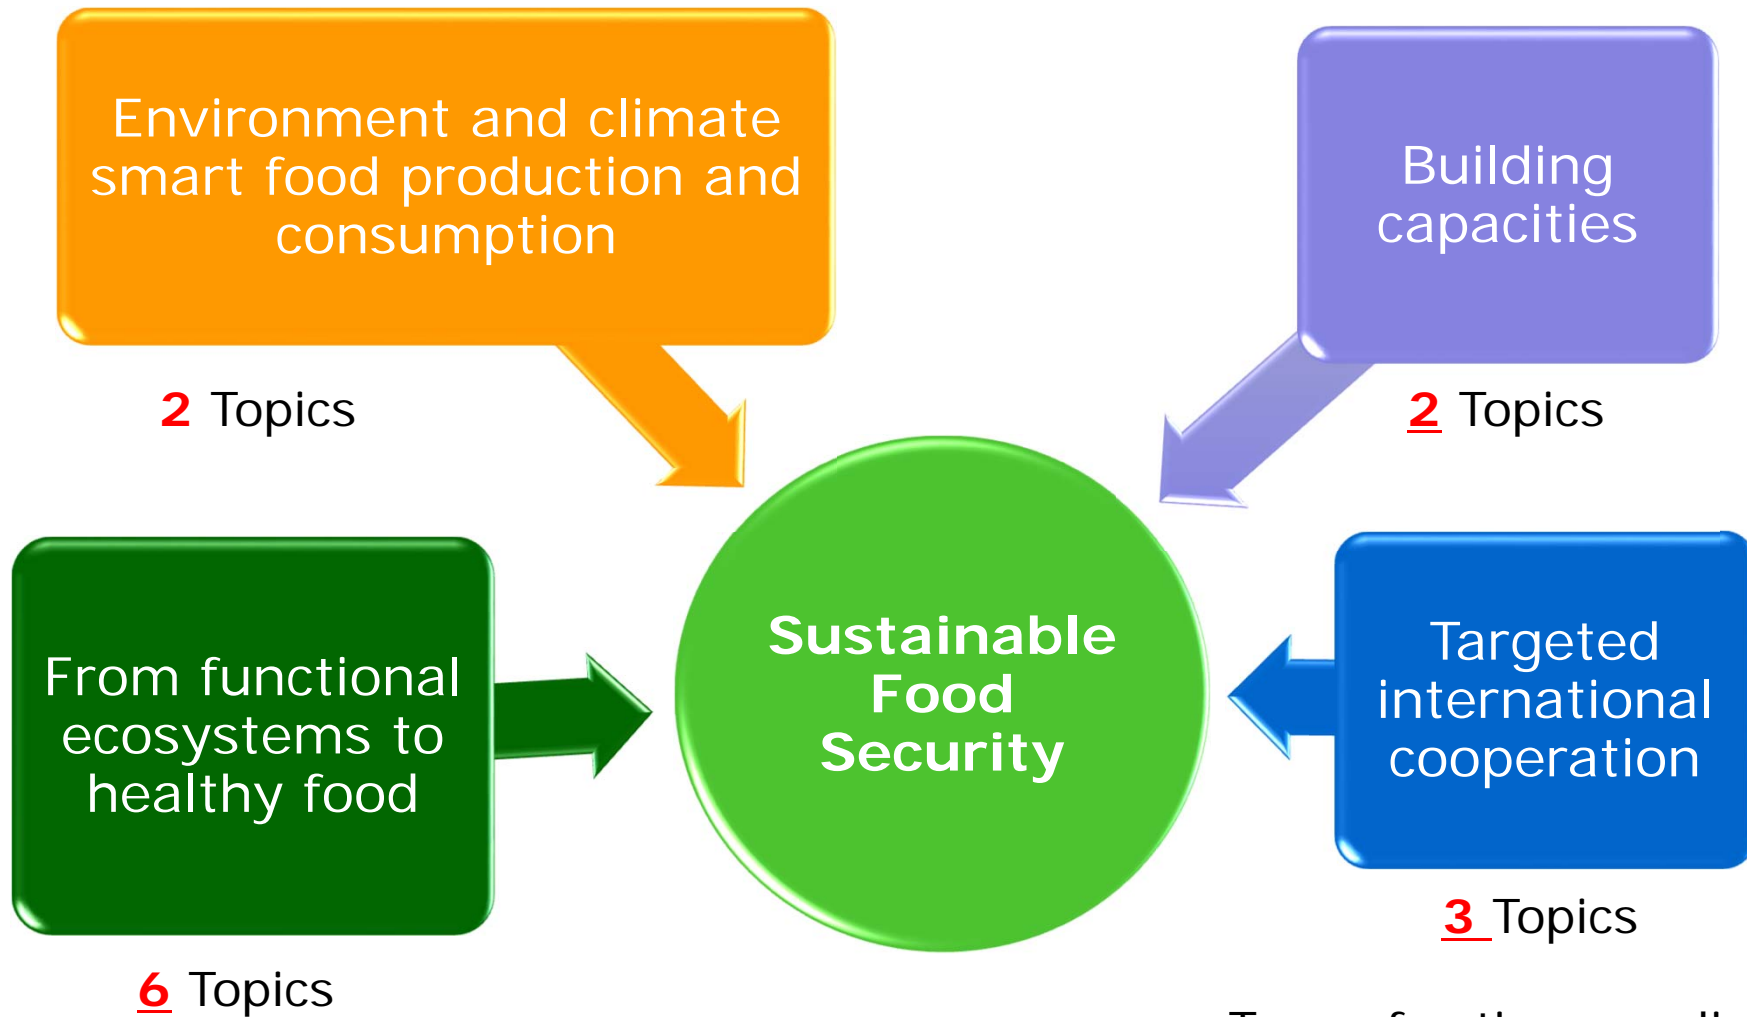 Environment and climate
smart food production and
consumption
2 Topics
Building
capacities
2 Topics
From functional
ecosystems to
healthy food
6 Topics
Sustainable
Food
Security
Targeted
international
cooperation
3 Topics